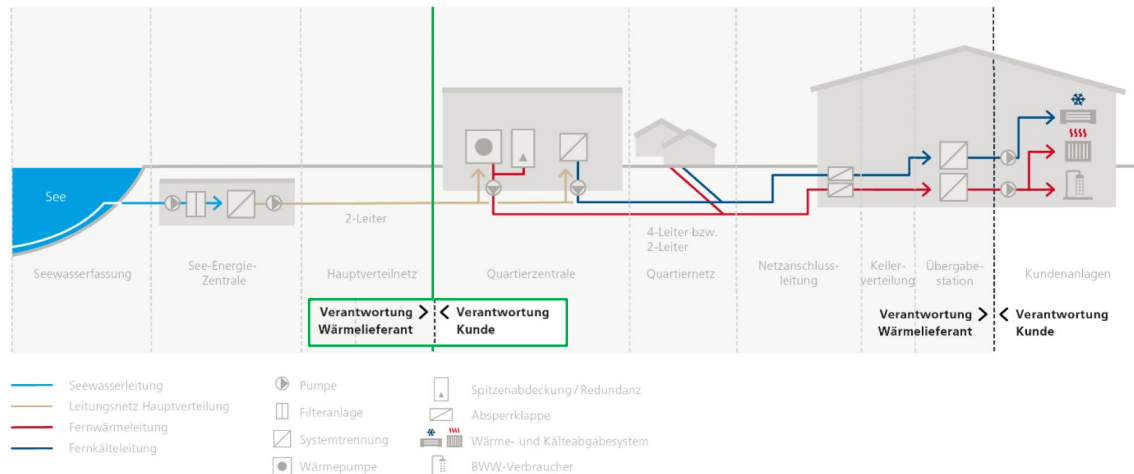 See
2-Leiter
4-Leiter bzw.
2-Leiter
Seewasserfassung
See-Energie-
Zentrale
Hauptverteilnetz
Quartierzentrale
Quartiernetz
Netzanschluss-
leitung
Keller-
verteilung
Übergabe-
station
Kundenanlagen
Verantwortung
Wärmelieferant
Verantwortung
Kunde
Verantwortung
Wärmelieferant
Verantwortung
Kunde
Seewasserleitung
Leitungsnetz Hauptverteilung
Fernwärmeleitung
Fernkälteleitung
Pumpe
Filteranlage
Systemtrennung
Wärmepumpe
Spitzenabdeckung / Redundanz
Absperrklappe
Wärme- und Kälteabgabesystem
BWW-Verbraucher